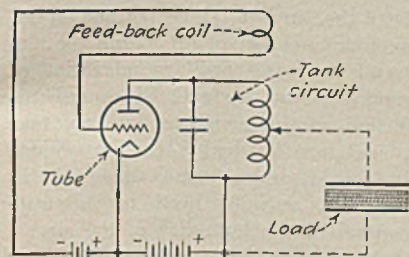 Feed-back coil
Tank
circuit
Tube
Load
- +
- +